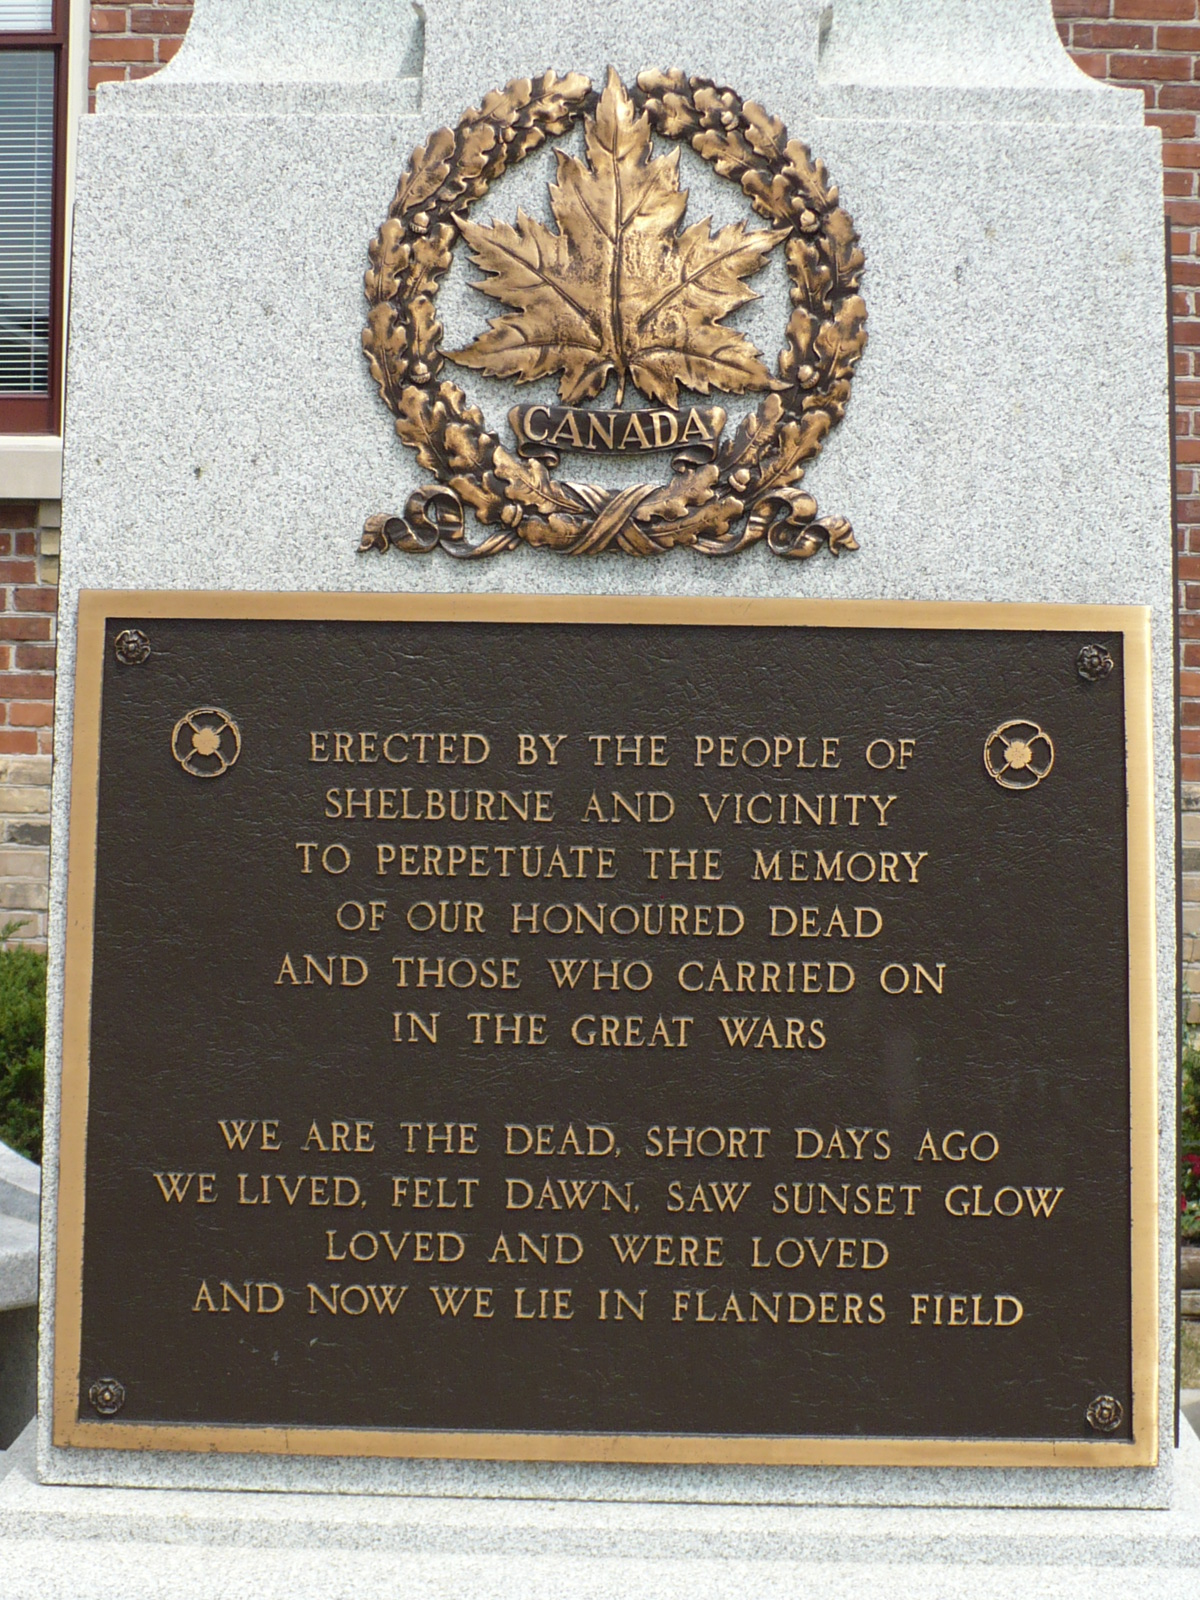 CANADA
ERECTED BY THE PEOPLE OF
SHELBURNE AND VICINITY
TO PERPETUATE THE MEMORY
OF OUR HONOURED DEAD
AND THOSE WHO CARRIED ON
IN THE GREAT WARS
WE ARE THE DEAD, SHORT DAYS AGO
WE LIVED, FELT DAWN, SAW SUNSET GLOW
LOVED AND WERE LOVED
AND NOW WE LIE IN FLANDERS FIELD